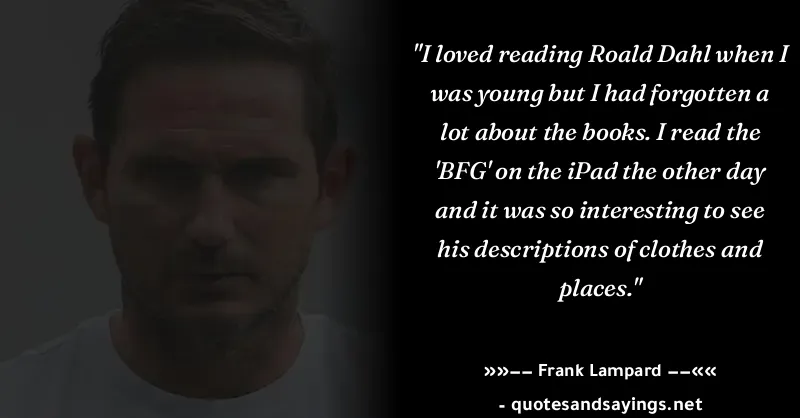 "I loved reading Roald Dahl when I
was young but I had forgotten a
lot about the books. I read the
'BFG' on the iPad the other day
and it was so interesting to see
his descriptions of clothes and
places."
»»−− Frank Lampard −−««
- quotesandsayings.net